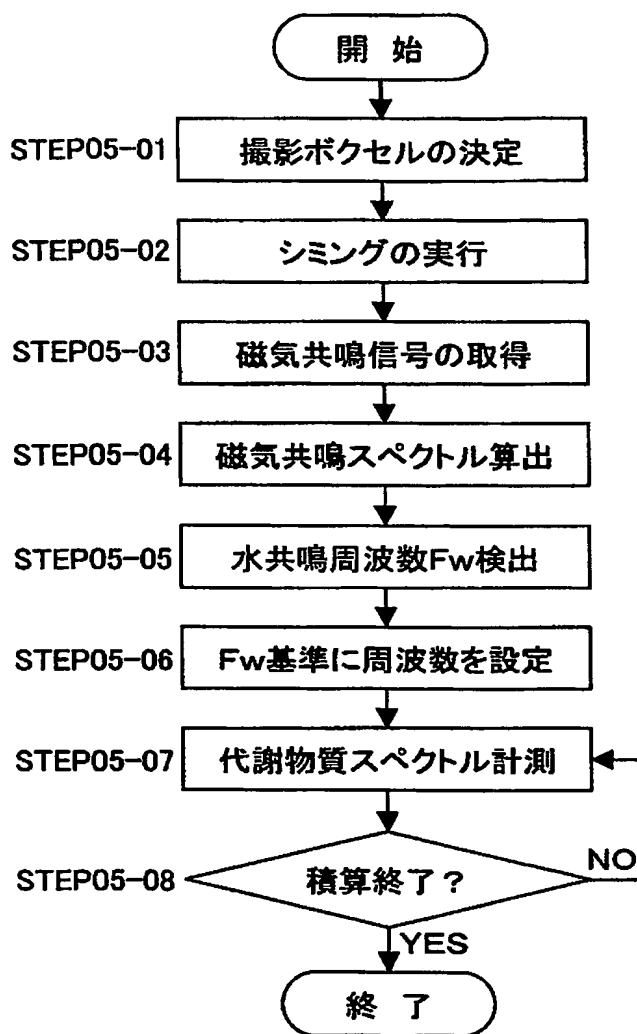 開 始
STEP05-01 撮影ボクセルの決定
STEP05-02 シミングの実行
STEP05-03 磁気共鳴信号の取得
STEP05-04 磁気共鳴スペクトル算出
STEP05-05 水共鳴周波数Fw検出
STEP05-06 Fw基準に周波数を設定
STEP05-07 代謝物質スペクトル計測
STEP05-08 積算終了? NO
YES
終 了